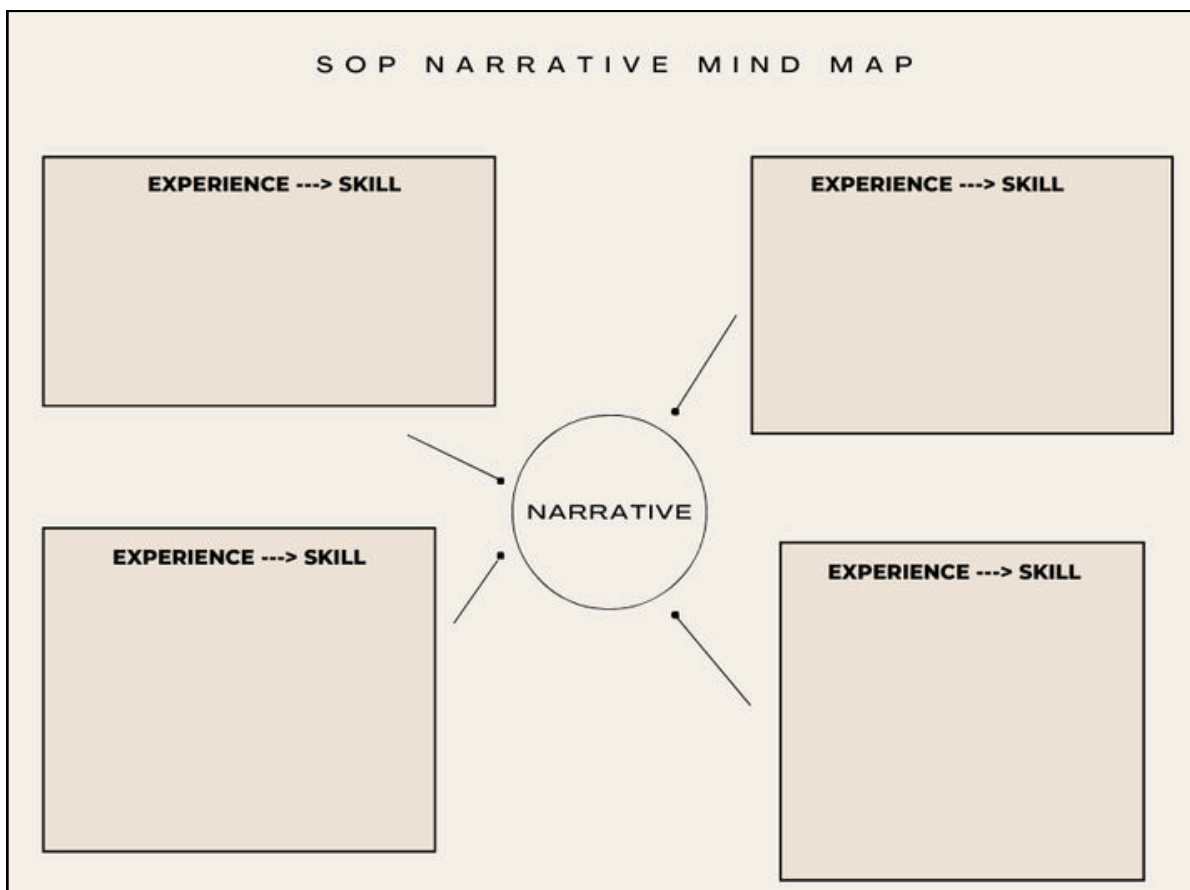 SOP NARRATIVE MIND MAP
EXPERIENCE ---> SKILL
EXPERIENCE ---> SKILL
NARRATIVE
EXPERIENCE ---> SKILL
EXPERIENCE ---> SKILL